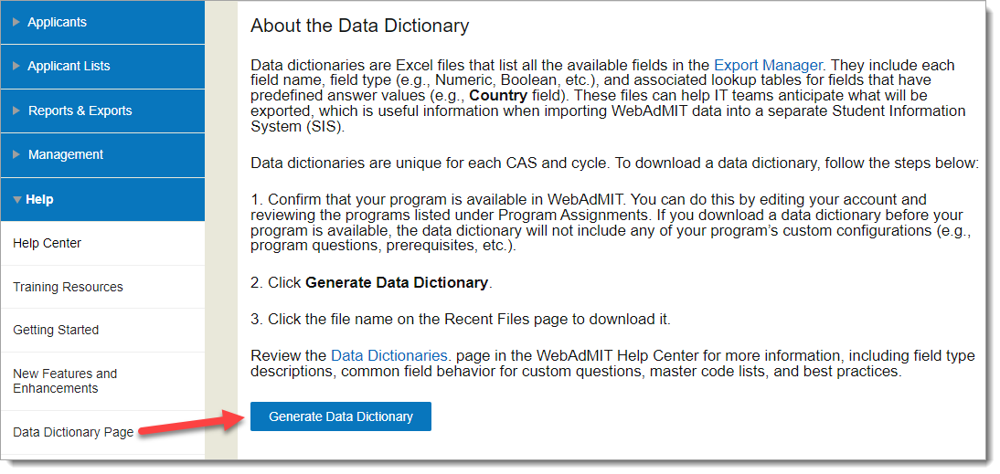 Applicants
Applicant Lists
Reports & Exports
Management
Help
Help Center
Training Resources
Getting Started
New Features and
Enhancements
Data Dictionary Page
About the Data Dictionary
Data dictionaries are Excel files that list all the available fields in the Export Manager. They include each
field name, field type (e.g., Numeric, Boolean, etc.), and associated lookup tables for fields that have
predefined answer values (e.g., Country field). These files can help IT teams anticipate what will be
exported, which is useful information when importing WebAdMIT data into a separate Student Information
System (SIS).
Data dictionaries are unique for each CAS and cycle. To download a data dictionary, follow the steps below:
1. Confirm that your program is available in WebAdMIT. You can do this by editing your account and
reviewing the programs listed under Program Assignments. If you download a data dictionary before your
program is available, the data dictionary will not include any of your program’s custom configurations (e.g.,
program questions, prerequisites, etc.).
2. Click Generate Data Dictionary.
3. Click the file name on the Recent Files page to download it.
Review the Data Dictionaries. page in the WebAdMIT Help Center for more information, including field type
descriptions, common field behavior for custom questions, master code lists, and best practices.
Generate Data Dictionary